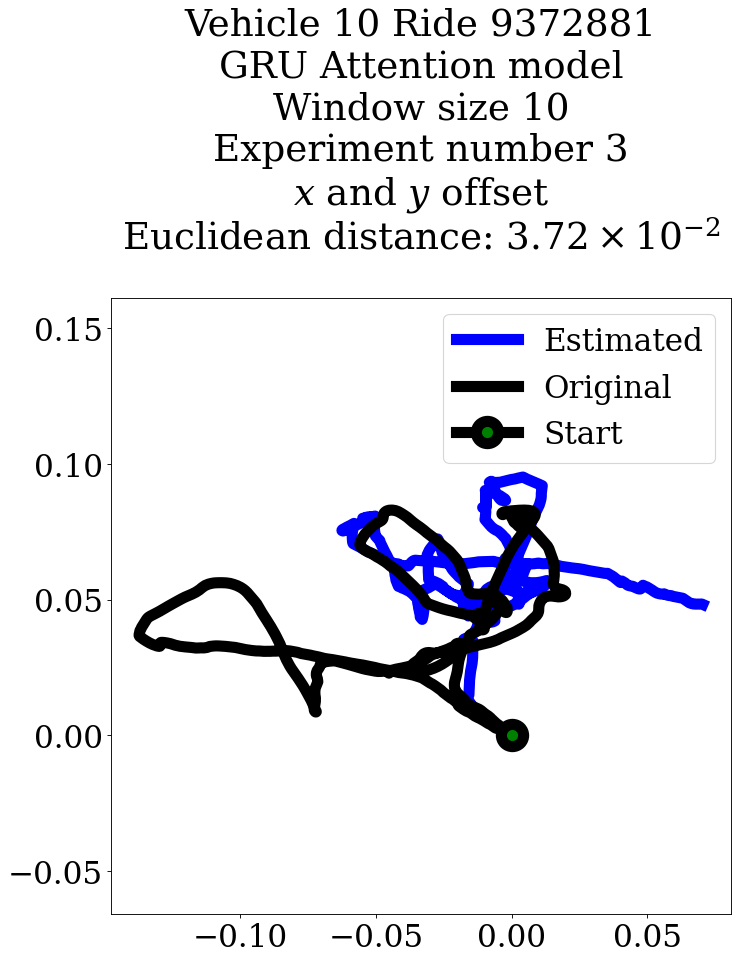 Vehicle 10 Ride 9372881
GRU Attention model
Window size 10
Experiment number 3
x and y offset
Euclidean distance: 3.72 × 10⁻²
0.15
0.10
0.05
0.00
−0.05
Estimated
Original
Start
−0.10
−0.05
0.00
0.05